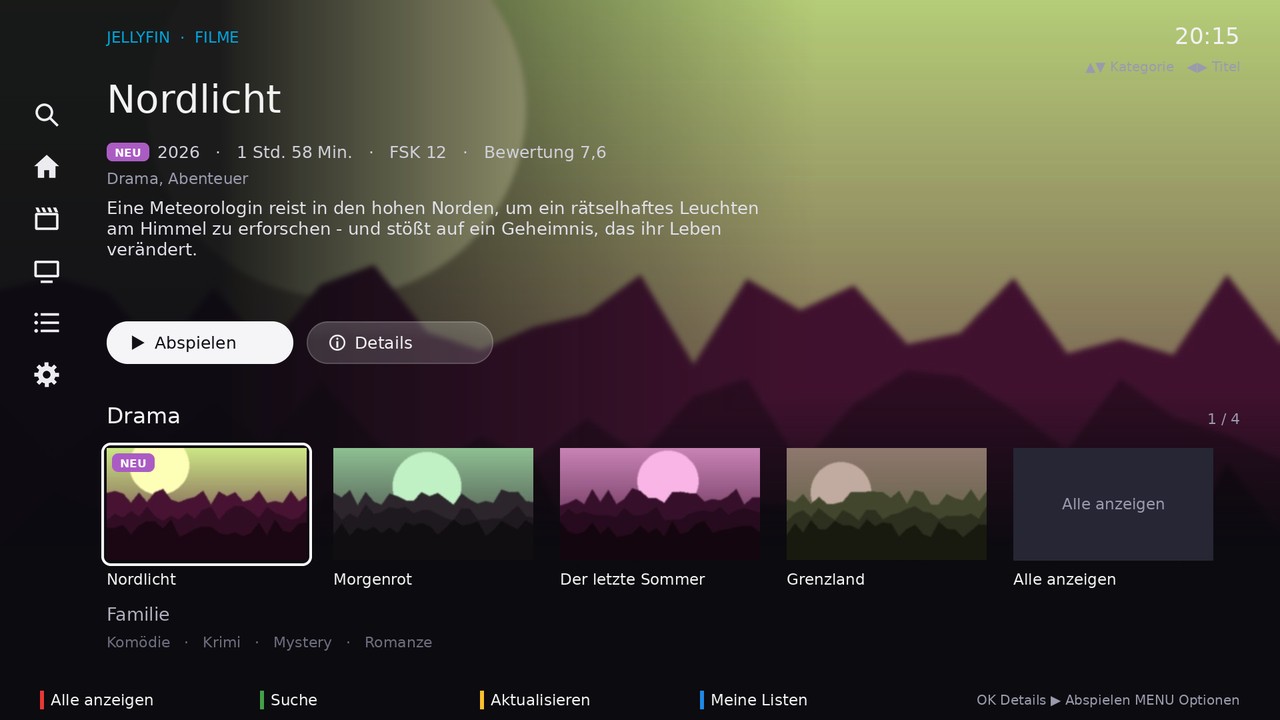 JELLYFIN · FILME
20:15
▲▼ Kategorie ◀▶ Titel
Nordlicht
NEU 2026 · 1 Std. 58 Min. · FSK 12 · Bewertung 7,6
Drama, Abenteuer
Eine Meteorologin reist in den hohen Norden, um ein rätselhaftes Leuchten
am Himmel zu erforschen - und stößt auf ein Geheimnis, das ihr Leben
verändert.
Abspielen
Details
Drama
1 / 4
NEU
Alle anzeigen
Nordlicht
Morgenrot
Der letzte Sommer
Grenzland
Alle anzeigen
Familie
Komödie · Krimi · Mystery · Romanze
Alle anzeigen
Suche
Aktualisieren
Meine Listen
OK Details ▶ Abspielen MENU Optionen